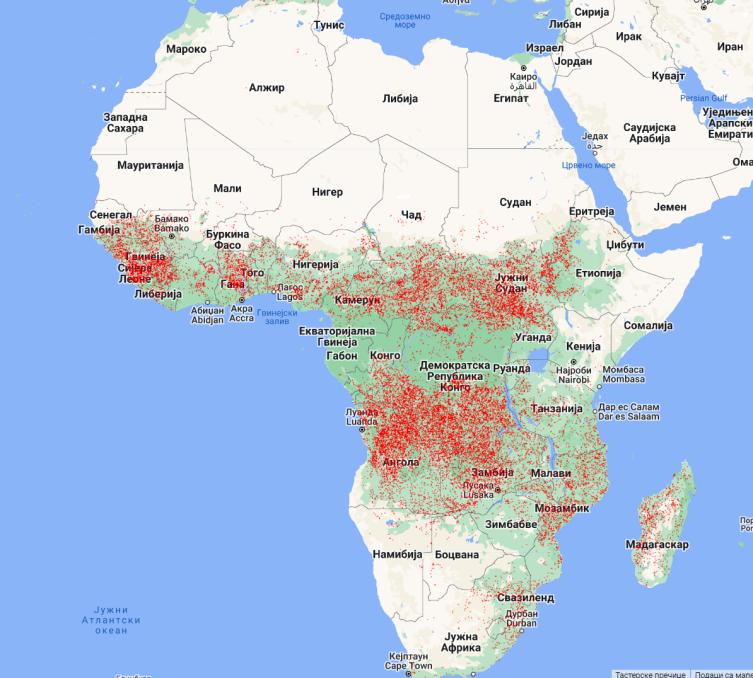 Средоземно
море
Тунис
Сирија
Либан
Ирак
Иран
Мароко
Израел
Јордан
Кувајт
Каиро
القاهرة
Алжир
Либија
Египат
Persian Gulf
Уједињен
Арапски
Емирати
Западна
Сахара
Саудијска
Арабија
Једах
جدة
Ома
Мауританија
Црвено море
Мали
Нигер
Чад
Судан
Јемен
Сенегал
Гамбија
Бамако
Bamako
Еритреја
Буркина
Фасо
Џибути
Гвинеја
Сијера
Леоне
Того
Гана
Нигерија
Јужни
Судан
Етиопија
Либерија
Лагос
Lagos
Камерун
Абиџан
Abidjan
Акра
Accra
Гвинејски
залив
Сомалија
Екваторијална
Гвинеја
Уганда
Кенија
Габон
Конго
Демократска
Република
Конго
Руанда
Најроби
Nairobi
Момбаса
Mombasa
Луанда
Luanda
Танзанија
Дар ес Салам
Dar es Salaam
Ангола
Замбија
Малави
Лусака
Lusaka
Мозамбик
Зимбабве
Мадагаскар
Намибија
Боцвана
Свазиленд
Јужни
Атлантски
океан
Дурбан
Durban
Јужна
Африка
Кејптаун
Cape Town
Тастерске пречице
Подаци са мапе